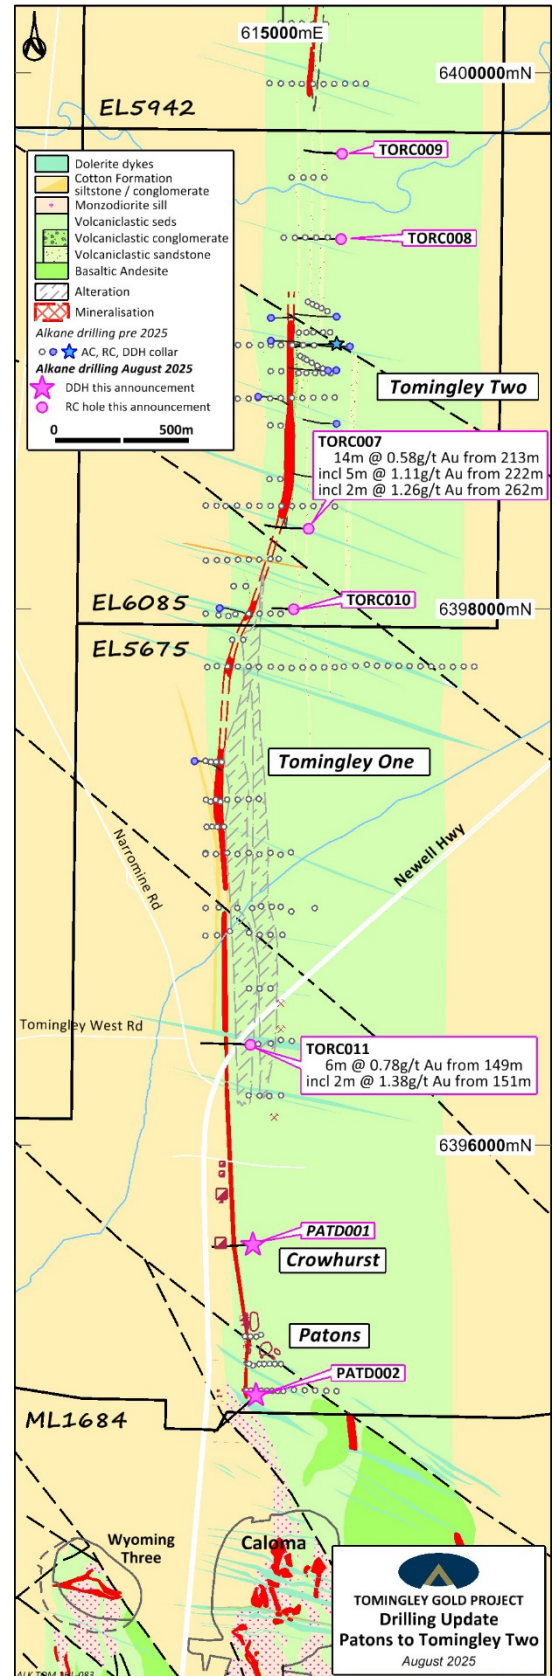 615000mE
6400000mN
EL5942
TORC009
Dolerite dykes
Cotton Formation
siltstone / conglomerate
Monzodiorite sill
Volcaniclastic seds
Volcaniclastic conglomerate
Volcaniclastic sandstone
Basaltic Andesite
Alteration
Mineralisation
Alkane drilling pre 2025
AC, RC, DDH collar
Alkane drilling August 2025
DDH this announcement
RC hole this announcement
0 500m
TORC008
Tomingley Two
TORC007
14m @ 0.58g/t Au from 213m
incl 5m @ 1.11g/t Au from 222m
incl 2m @ 1.26g/t Au from 262m
TORC010
EL6085
6398000mN
EL5675
Tomingley One
Newell Hwy
Narromine Rd
Tomingley West Rd
TORC011
6m @ 0.78g/t Au from 149m
incl 2m @ 1.38g/t Au from 151m
6396000mN
PATD001
Crowhurst
Patons
PATD002
ML1684
Wyoming
Three
Caloma
TOMINGLEY GOLD PROJECT
Drilling Update
Patons to Tomingley Two
August 2025